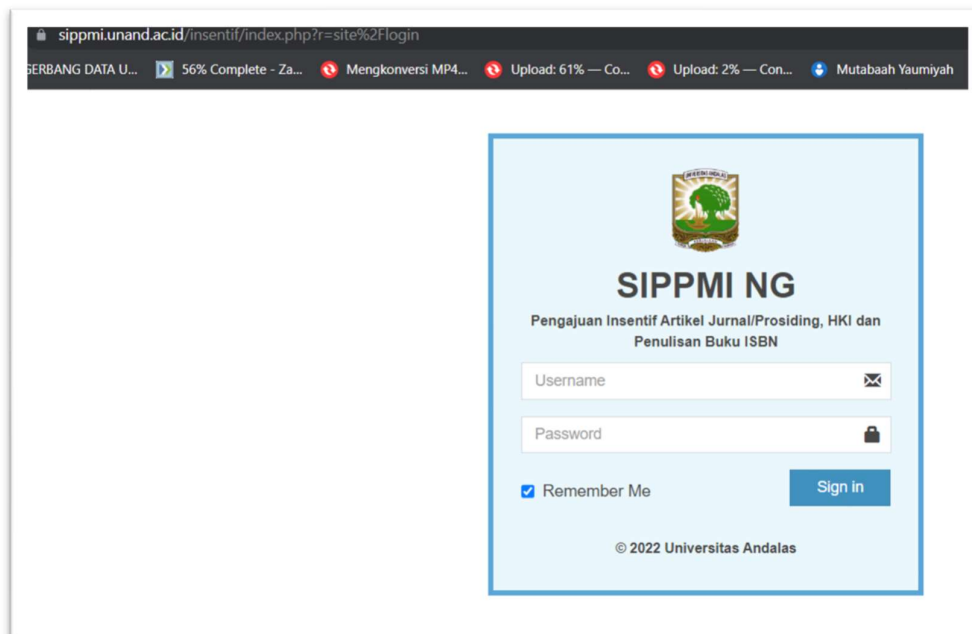 sippmi.unand.ac.id/insentif/index.php?r=site%2Flogin
GERBANG DATA U... 56% Complete - Za... Mengkonversi MP4... Upload: 61% — Co... Upload: 2% — Con... Mutabaah Yaumiyah
SIPPMI NG
Pengajuan Insentif Artikel Jurnal/Prosiding, HKI dan
Penulisan Buku ISBN
Username
Password
Remember Me
Sign in
© 2022 Universitas Andalas